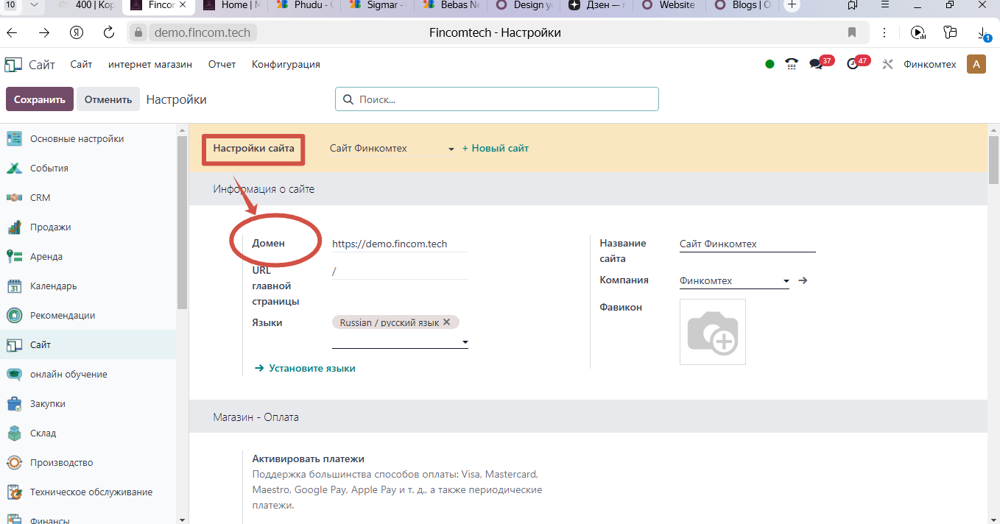 10 400 | Кор Fincor Home | M Phudu - Sigmar - Bebas Ne Design yo Дзен — Website Blogs | O
demo.fincom.tech Fincomtech - Настройки 1
Сайт Сайт интернет магазин Отчет Конфигурация 37 47 Финкомтех A
Сохранить Отменить Настройки Поиск...
Основные настройки
События
CRM
Продажи
Аренда
Календарь
Рекомендации
Сайт
онлайн обучение
Закупки
Склад
Производство
Техническое обслуживание
Финансы
Настройки сайта Сайт Финкомтех + Новый сайт
Информация о сайте
Домен https://demo.fincom.tech
URL главной /
страницы
Языки Russian / русский язык
Установите языки
Название Сайт Финкомтех
сайта
Компания Финкомтех
Фавикон
Магазин - Оплата
Активировать платежи
Поддержка большинства способов оплаты: Visa, Mastercard,
Maestro, Google Pay, Apple Pay и т. д., а также периодические
платежи.